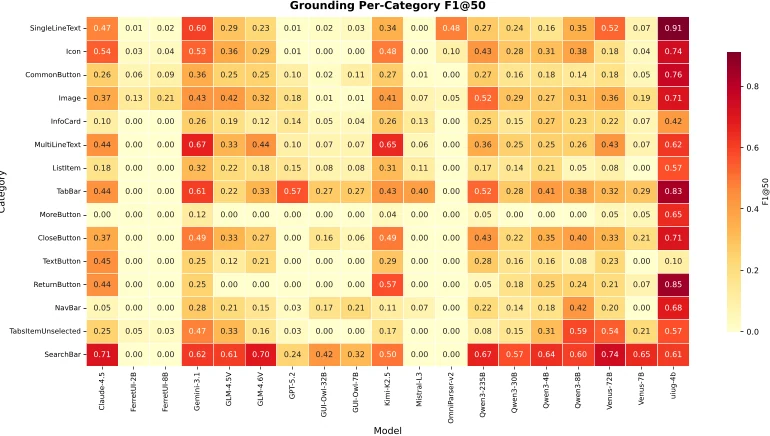 Grounding Per-Category F1@50
SingleLineText 0.47 0.01 0.02 0.60 0.29 0.23 0.01 0.02 0.03 0.34 0.00 0.48 0.27 0.24 0.16 0.35 0.52 0.07 0.91
Icon 0.54 0.03 0.04 0.53 0.36 0.29 0.01 0.00 0.00 0.48 0.00 0.10 0.43 0.28 0.31 0.38 0.18 0.04 0.74
CommonButton 0.26 0.06 0.09 0.36 0.25 0.25 0.10 0.02 0.11 0.27 0.01 0.00 0.27 0.16 0.18 0.14 0.18 0.05 0.76
Image 0.37 0.13 0.21 0.43 0.42 0.32 0.18 0.01 0.01 0.41 0.07 0.05 0.52 0.29 0.27 0.31 0.36 0.19 0.71
InfoCard 0.10 0.00 0.00 0.26 0.19 0.12 0.14 0.05 0.04 0.26 0.13 0.00 0.25 0.15 0.27 0.23 0.22 0.07 0.42
MultiLineText 0.44 0.00 0.00 0.67 0.33 0.44 0.10 0.07 0.07 0.65 0.06 0.00 0.36 0.25 0.25 0.26 0.43 0.07 0.62
ListItem 0.18 0.00 0.00 0.32 0.22 0.18 0.15 0.08 0.08 0.31 0.11 0.00 0.17 0.14 0.21 0.05 0.08 0.00 0.57
TabBar 0.44 0.00 0.00 0.61 0.22 0.33 0.57 0.27 0.27 0.43 0.40 0.00 0.52 0.28 0.41 0.38 0.32 0.29 0.83
MoreButton 0.00 0.00 0.00 0.12 0.00 0.00 0.00 0.00 0.00 0.04 0.00 0.00 0.05 0.00 0.00 0.05 0.00 0.00 0.65
CloseButton 0.37 0.00 0.00 0.49 0.33 0.27 0.00 0.16 0.06 0.49 0.00 0.00 0.43 0.22 0.35 0.40 0.33 0.21 0.71
TextButton 0.45 0.00 0.00 0.25 0.12 0.21 0.00 0.00 0.00 0.29 0.00 0.00 0.28 0.16 0.16 0.08 0.23 0.00 0.10
ReturnButton 0.44 0.00 0.00 0.25 0.00 0.00 0.00 0.00 0.00 0.57 0.00 0.00 0.05 0.18 0.25 0.24 0.21 0.07 0.85
NavBar 0.05 0.00 0.00 0.28 0.21 0.15 0.03 0.17 0.21 0.11 0.07 0.00 0.22 0.14 0.18 0.42 0.20 0.00 0.68
TabsItemUnselected 0.25 0.05 0.03 0.47 0.33 0.16 0.03 0.00 0.00 0.17 0.00 0.00 0.08 0.15 0.31 0.59 0.54 0.21 0.57
SearchBar 0.71 0.00 0.00 0.62 0.61 0.70 0.24 0.42 0.32 0.50 0.00 0.00 0.67 0.57 0.64 0.60 0.74 0.65 0.61
Claude-4.5
FerretUI-2B
FerretUI-8B
Gemini-3.1
GLM-4.5V
GLM-4.6V
GPT-5.2
GUI-Owl-32B
GUI-Owl-7B
Kimi-K2.5
Mistral-L3
OmniParser-v2
Qwen3-235B
Qwen3-30B
Qwen3-4B
Qwen3-8B
Venus-72B
Venus-7B
uiug-4b
Model
Category
0.8
0.6
0.4
0.2
0.0
F1@50